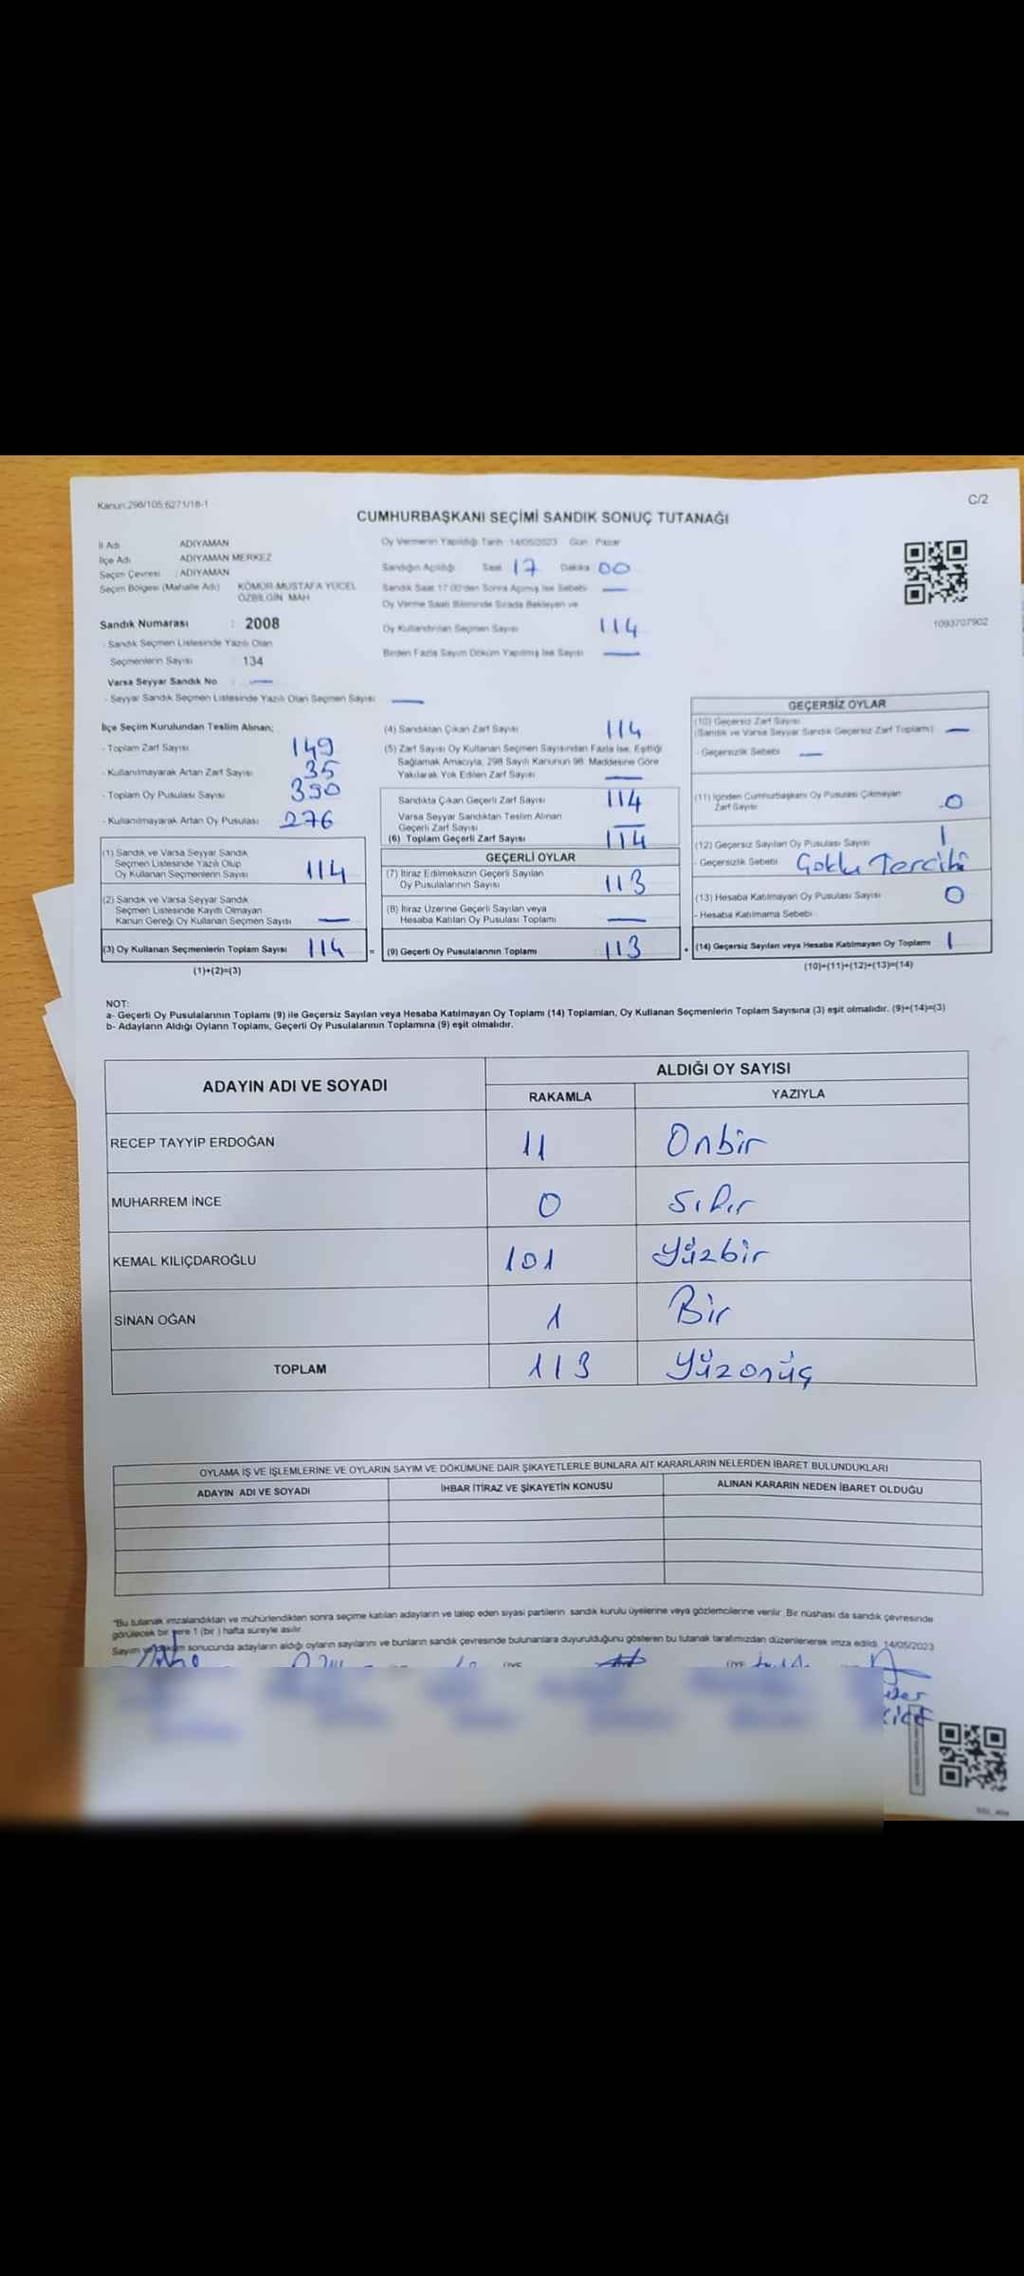 Kanun:298/105;6271/18-1
C/2
CUMHURBAŞKANI SEÇİMİ SANDIK SONUÇ TUTANAĞI
İl Adı ADIYAMAN
İlçe Adı ADIYAMAN MERKEZ
Seçim Çevresi : ADIYAMAN
Seçim Bölgesi (Mahalle Adı) KÖMÜR-MUSTAFA YÜCEL
ÖZBİLGİN MAH
Sandık Numarası : 2008
- Sandık Seçmen Listesinde Yazılı Olan
Seçmenlerin Sayısı 134
Varsa Seyyar Sandık No —
- Seyyar Sandık Seçmen Listesinde Yazılı Olan Seçmen Sayısı —
Oy Vermenin Yapıldığı Tarih : 14/05/2023 Gün : Pazar
Sandığın Açıldığı Saat 17 Dakika 00
Sandık Saat 17:00'den Sonra Açılmış İse Sebebi —
Oy Verme Saati Bitiminde Sırada Bekleyen ve
Oy Kullandırılan Seçmen Sayısı 114
Birden Fazla Sayım Döküm Yapılmış İse Sayısı —
1093707902
İlçe Seçim Kurulundan Teslim Alınan;
- Toplam Zarf Sayısı 149
- Kullanılmayarak Artan Zarf Sayısı 35
- Toplam Oy Pusulası Sayısı 390
- Kullanılmayarak Artan Oy Pusulası 276
(1) Sandık ve Varsa Seyyar Sandık
Seçmen Listesinde Yazılı Olup
Oy Kullanan Seçmenlerin Sayısı 114
(2) Sandık ve Varsa Seyyar Sandık
Seçmen Listesinde Kayıtlı Olmayan
Kanun Gereği Oy Kullanan Seçmen Sayısı —
(3) Oy Kullanan Seçmenlerin Toplam Sayısı 114 =
(1)+(2)=(3)
(4) Sandıktan Çıkan Zarf Sayısı 114
(5) Zarf Sayısı Oy Kullanan Seçmen Sayısından Fazla İse, Eşitliği
Sağlamak Amacıyla, 298 Sayılı Kanunun 98. Maddesine Göre
Yakılarak Yok Edilen Zarf Sayısı —
Sandıkta Çıkan Geçerli Zarf Sayısı 114
Varsa Seyyar Sandıktan Teslim Alınan
Geçerli Zarf Sayısı —
(6) Toplam Geçerli Zarf Sayısı 114
GEÇERLİ OYLAR
(7) İtiraz Edilmeksizin Geçerli Sayılan
Oy Pusulalarının Sayısı 113
(8) İtiraz Üzerine Geçerli Sayılan veya
Hesaba Katılan Oy Pusulası Toplamı —
(9) Geçerli Oy Pusulalarının Toplamı 113 +
GEÇERSİZ OYLAR
(10) Geçersiz Zarf Sayısı
(Sandık ve Varsa Seyyar Sandık Geçersiz Zarf Toplamı) —
- Geçersizlik Sebebi —
(11) İçinden Cumhurbaşkanı Oy Pusulası Çıkmayan
Zarf Sayısı 0
(12) Geçersiz Sayılan Oy Pusulası Sayısı 1
- Geçersizlik Sebebi Çoklu Tercihi
(13) Hesaba Katılmayan Oy Pusulası Sayısı 0
- Hesaba Katılmama Sebebi
(14) Geçersiz Sayılan veya Hesaba Katılmayan Oy Toplamı 1
(10)+(11)+(12)+(13)=(14)
NOT:
a- Geçerli Oy Pusulalarının Toplamı (9) ile Geçersiz Sayılan veya Hesaba Katılmayan Oy Toplamı (14) Toplamları, Oy Kullanan Seçmenlerin Toplam Sayısına (3) eşit olmalıdır. (9)+(14)=(3)
b- Adayların Aldığı Oyların Toplamı, Geçerli Oy Pusulalarının Toplamına (9) eşit olmalıdır.
ADAYIN ADI VE SOYADI ALDIĞI OY SAYISI
RAKAMLA YAZIYLA
RECEP TAYYİP ERDOĞAN 11 Onbir
MUHARREM İNCE 0 Sıfır
KEMAL KILIÇDAROĞLU 101 Yüzbir
SİNAN OĞAN 1 Bir
TOPLAM 113 Yüzonüç
OYLAMA İŞ VE İŞLEMLERİNE VE OYLARIN SAYIM VE DÖKÜMÜNE DAİR ŞİKAYETLERLE BUNLARA AİT KARARLARIN NELERDEN İBARET BULUNDUKLARI
ADAYIN ADI VE SOYADI İHBAR İTİRAZ VE ŞİKAYETİN KONUSU ALINAN KARARIN NEDEN İBARET OLDUĞU
*Bu tutanak imzalandıktan ve mühürlendikten sonra seçime katılan adayların ve talep eden siyasi partilerin sandık kurulu üyelerine veya gözlemcilerine verilir. Bir nüshası da sandık çevresinde
görülecek bir yere 1 (bir ) hafta süreyle asılır.
Sayım ve döküm sonucunda adayların aldığı oyların sayılarını ve bunların sandık çevresinde bulunanlara duyurulduğunu gösteren bu tutanak tarafımızdan düzenlenerek imza edildi. 14/05/2023